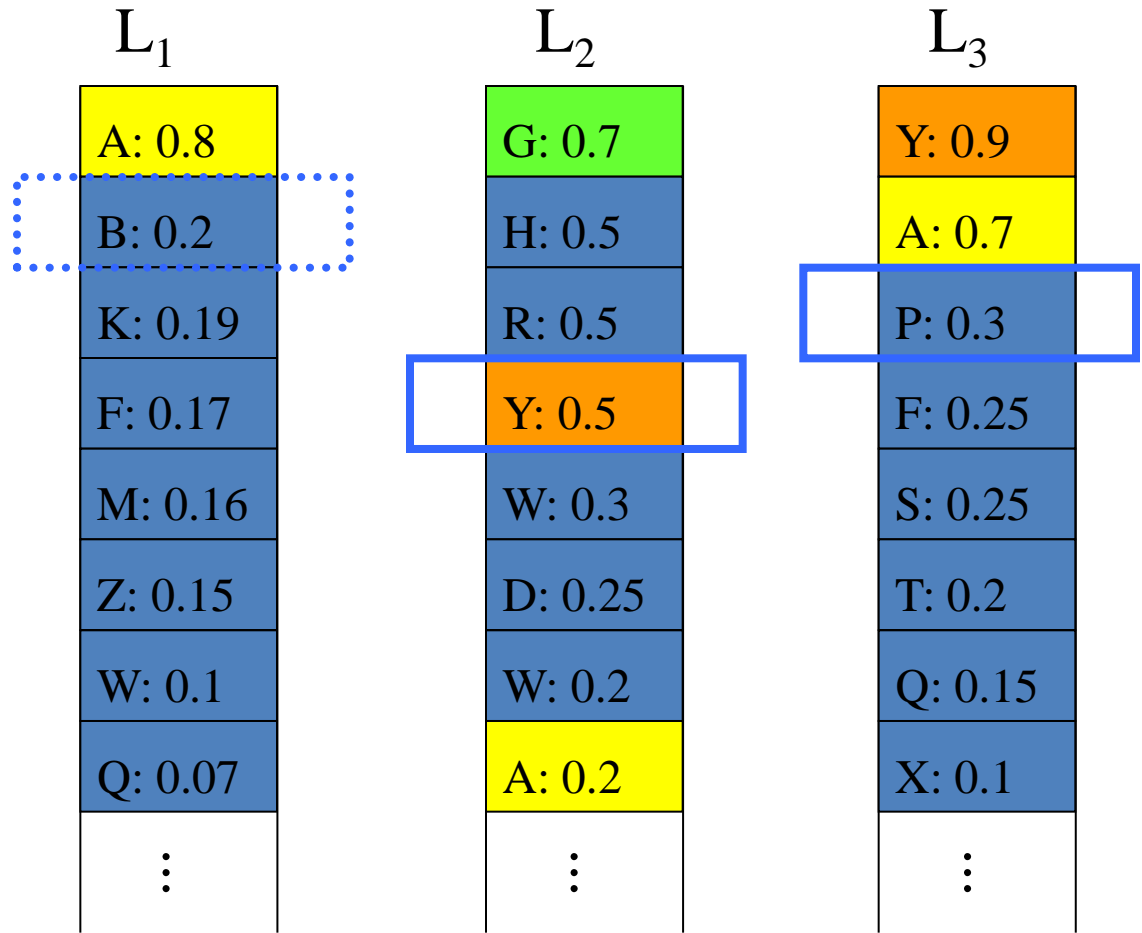 L₁
A: 0.8
B: 0.2
K: 0.19
F: 0.17
M: 0.16
Z: 0.15
W: 0.1
Q: 0.07
⋮
L₂
G: 0.7
H: 0.5
R: 0.5
Y: 0.5
W: 0.3
D: 0.25
W: 0.2
A: 0.2
⋮
L₃
Y: 0.9
A: 0.7
P: 0.3
F: 0.25
S: 0.25
T: 0.2
Q: 0.15
X: 0.1
⋮